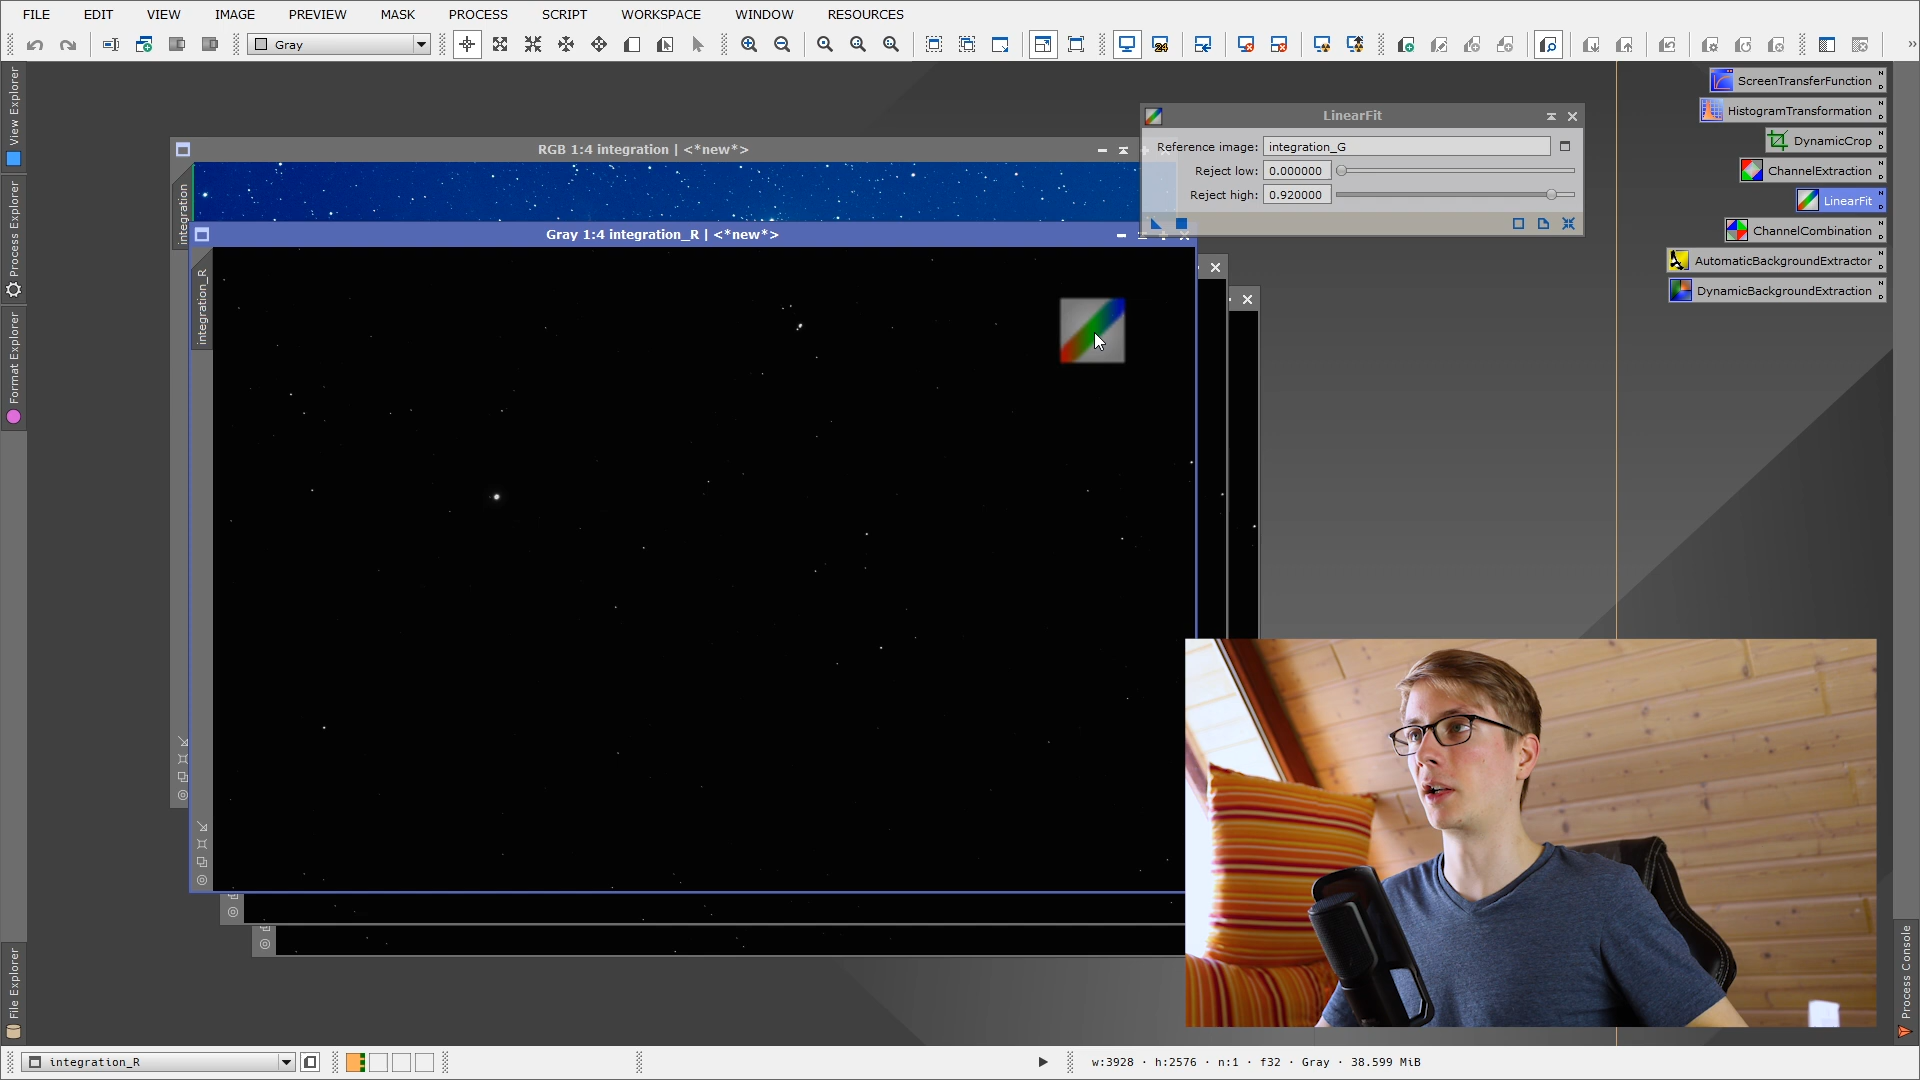 FILE EDIT VIEW IMAGE PREVIEW MASK PROCESS SCRIPT WORKSPACE WINDOW RESOURCES
Gray
24
View Explorer
Process Explorer
Format Explorer
File Explorer
RGB 1:4 integration | <*new*>
integration
Gray 1:4 integration_R | <*new*>
integration_R
LinearFit
Reference image: integration_G
Reject low: 0.000000
Reject high: 0.920000
ScreenTransferFunction
HistogramTransformation
DynamicCrop
ChannelExtraction
LinearFit
ChannelCombination
AutomaticBackgroundExtractor
DynamicBackgroundExtraction
Process Console
integration_R
w:3928 · h:2576 · n:1 · f32 · Gray · 38.599 MiB